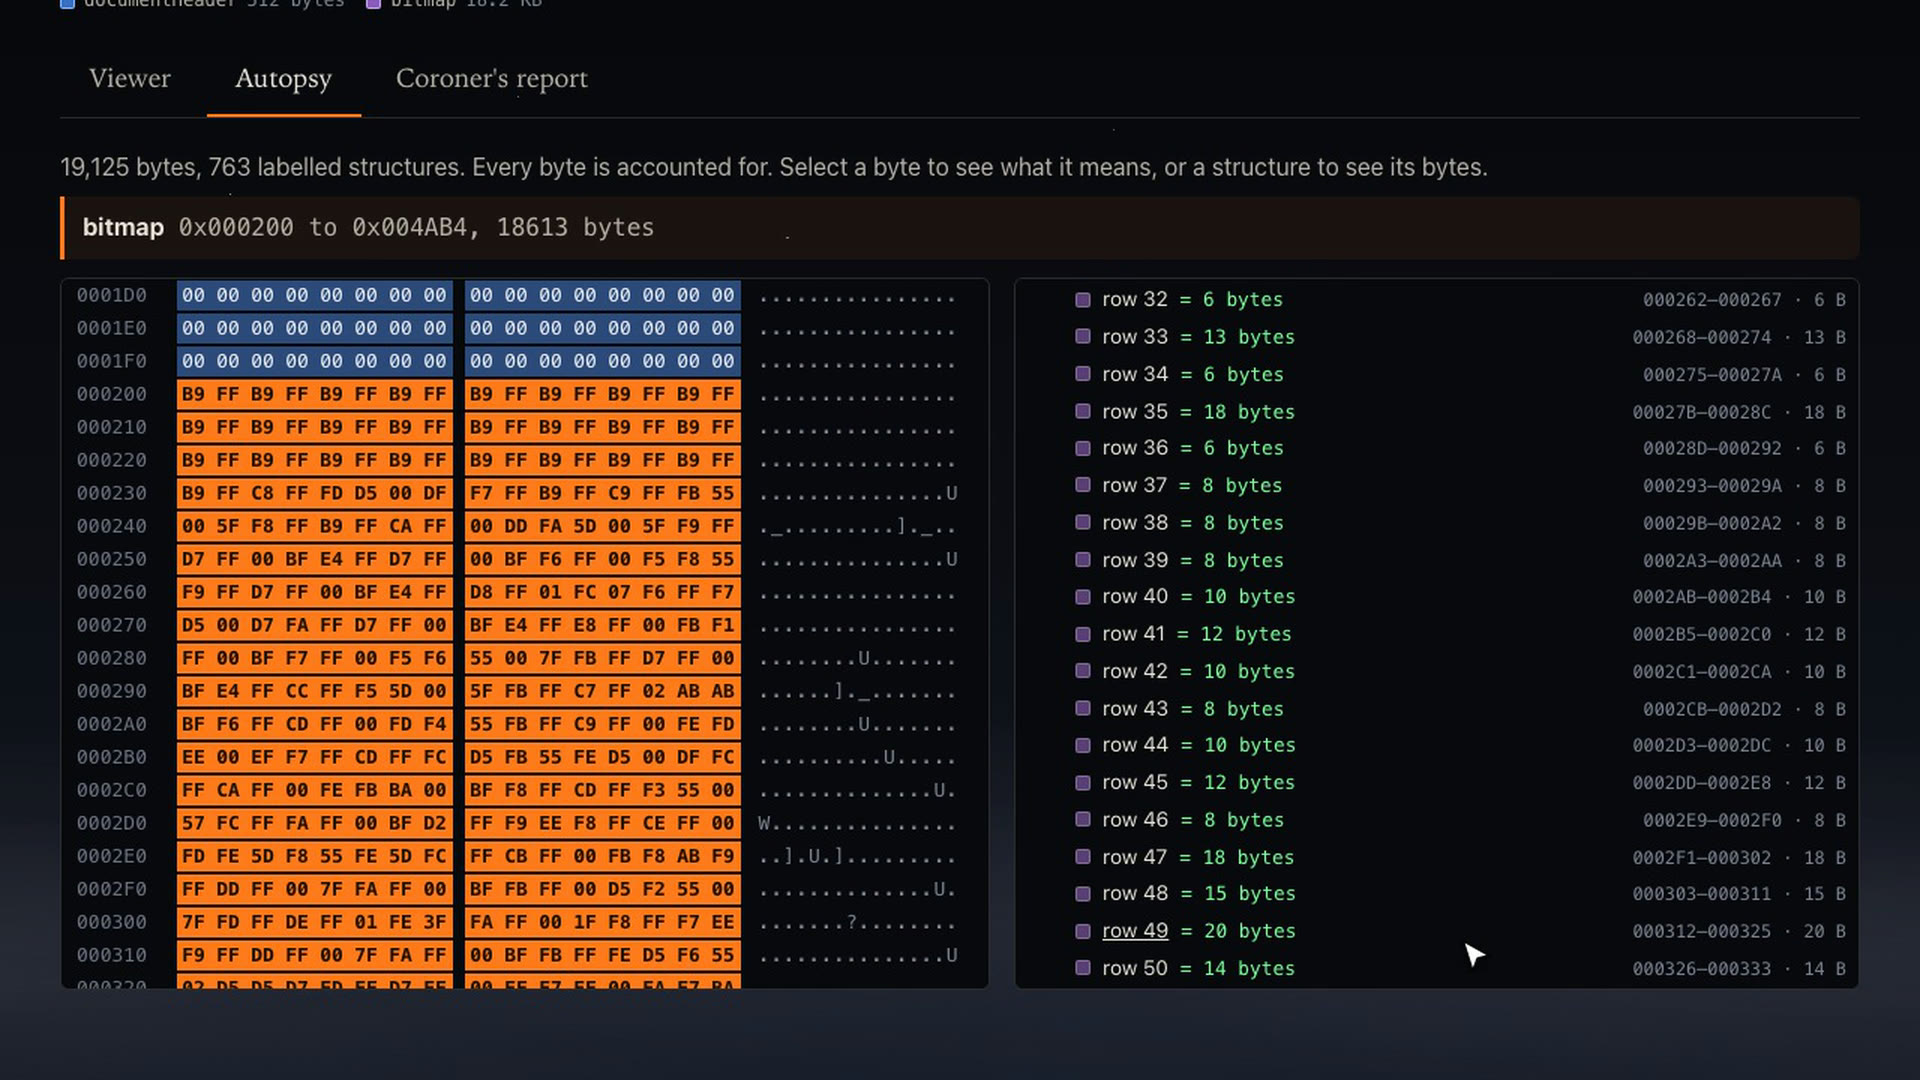 documentheader 512 bytes bitmap 18.2 KB
Viewer Autopsy Coroner's report
19,125 bytes, 763 labelled structures. Every byte is accounted for. Select a byte to see what it means, or a structure to see its bytes.
bitmap 0x000200 to 0x004AB4, 18613 bytes
0001D0 00 00 00 00 00 00 00 00 00 00 00 00 00 00 00 00 ................
0001E0 00 00 00 00 00 00 00 00 00 00 00 00 00 00 00 00 ................
0001F0 00 00 00 00 00 00 00 00 00 00 00 00 00 00 00 00 ................
000200 B9 FF B9 FF B9 FF B9 FF B9 FF B9 FF B9 FF B9 FF ................
000210 B9 FF B9 FF B9 FF B9 FF B9 FF B9 FF B9 FF B9 FF ................
000220 B9 FF B9 FF B9 FF B9 FF B9 FF B9 FF B9 FF B9 FF ................
000230 B9 FF C8 FF FD D5 00 DF F7 FF B9 FF C9 FF FB 55 ...............U
000240 00 5F F8 FF B9 FF CA FF 00 DD FA 5D 00 5F F9 FF ._.........]._..
000250 D7 FF 00 BF E4 FF D7 FF 00 BF F6 FF 00 F5 F8 55 ...............U
000260 F9 FF D7 FF 00 BF E4 FF D8 FF 01 FC 07 F6 FF F7 ................
000270 D5 00 D7 FA FF D7 FF 00 BF E4 FF E8 FF 00 FB F1 ................
000280 FF 00 BF F7 FF 00 F5 F6 55 00 7F FB FF D7 FF 00 ........U.......
000290 BF E4 FF CC FF F5 5D 00 5F FB FF C7 FF 02 AB AB ......]._.......
0002A0 BF F6 FF CD FF 00 FD F4 55 FB FF C9 FF 00 FE FD ........U.......
0002B0 EE 00 EF F7 FF CD FF FC D5 FB 55 FE D5 00 DF FC ..........U.....
0002C0 FF CA FF 00 FE FB BA 00 BF F8 FF CD FF F3 55 00 ..............U.
0002D0 57 FC FF FA FF 00 BF D2 FF F9 EE F8 FF CE FF 00 W...............
0002E0 FD FE 5D F8 55 FE 5D FC FF CB FF 00 FB F8 AB F9 ..].U.].........
0002F0 FF DD FF 00 7F FA FF 00 BF FB FF 00 D5 F2 55 00 ..............U.
000300 7F FD FF DE FF 01 FE 3F FA FF 00 1F F8 FF F7 EE .......?........
000310 F9 FF DD FF 00 7F FA FF 00 BF FB FF FE D5 F6 55 ...............U
row 32 = 6 bytes 000262–000267 · 6 B
row 33 = 13 bytes 000268–000274 · 13 B
row 34 = 6 bytes 000275–00027A · 6 B
row 35 = 18 bytes 00027B–00028C · 18 B
row 36 = 6 bytes 00028D–000292 · 6 B
row 37 = 8 bytes 000293–00029A · 8 B
row 38 = 8 bytes 00029B–0002A2 · 8 B
row 39 = 8 bytes 0002A3–0002AA · 8 B
row 40 = 10 bytes 0002AB–0002B4 · 10 B
row 41 = 12 bytes 0002B5–0002C0 · 12 B
row 42 = 10 bytes 0002C1–0002CA · 10 B
row 43 = 8 bytes 0002CB–0002D2 · 8 B
row 44 = 10 bytes 0002D3–0002DC · 10 B
row 45 = 12 bytes 0002DD–0002E8 · 12 B
row 46 = 8 bytes 0002E9–0002F0 · 8 B
row 47 = 18 bytes 0002F1–000302 · 18 B
row 48 = 15 bytes 000303–000311 · 15 B
row 49 = 20 bytes 000312–000325 · 20 B
row 50 = 14 bytes 000326–000333 · 14 B